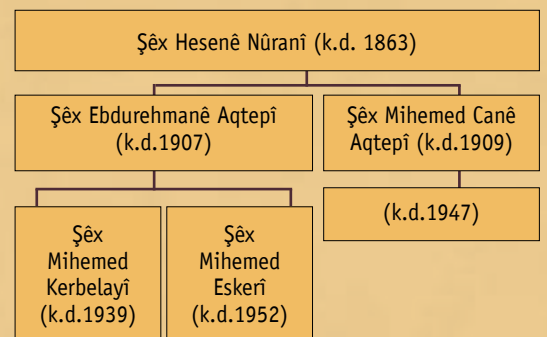 Şêx Hesenê Nûranî (k.d. 1863)
Şêx Ebdurehmanê Aqtepî
(k.d.1907)
Şêx Mihemed Canê
Aqtepî (k.d.1909)
(k.d.1947)
Şêx
Mihemed
Kerbelayî
(k.d.1939)
Şêx
Mihemed
Eskerî
(k.d.1952)